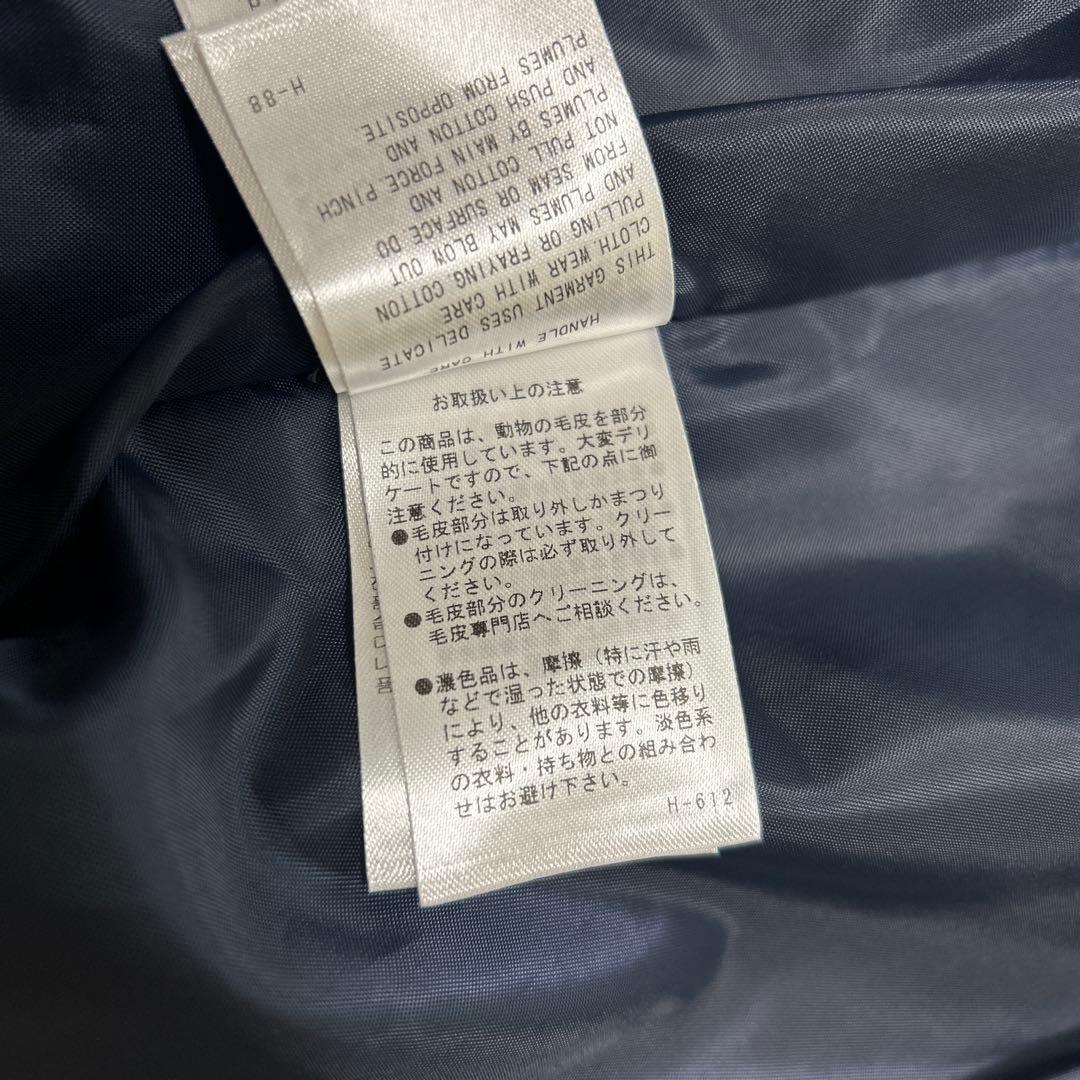 HANDLE WITH CARE
THIS GARMENT USES DELICATE
CLOTH WEAR WITH CARE
PULLING OR FRAYING COTTON
AND PLUMES MAY BLOW OUT
FROM SEAM OR SURFACE DO
NOT PULL COTTON AND
PLUMES BY MAIN FORCE PINCH
AND PUSH COTTON AND
PLUMES FROM OPPOSITE
H-88
お取扱い上の注意
この商品は、動物の毛皮を部分
的に使用しています。大変デリ
ケートですので、下記の点に御
注意ください。
●毛皮部分は取り外しかまつり
付けになっています。クリー
ニングの際は必ず取り外して
ください。
●毛皮部分のクリーニングは、
毛皮専門店へご相談ください。
●濃色品は、摩擦（特に汗や雨
などで湿った状態での摩擦）
により、他の衣料等に色移り
することがあります。淡色系
の衣料・持ち物との組み合わ
せはお避け下さい。
H-612